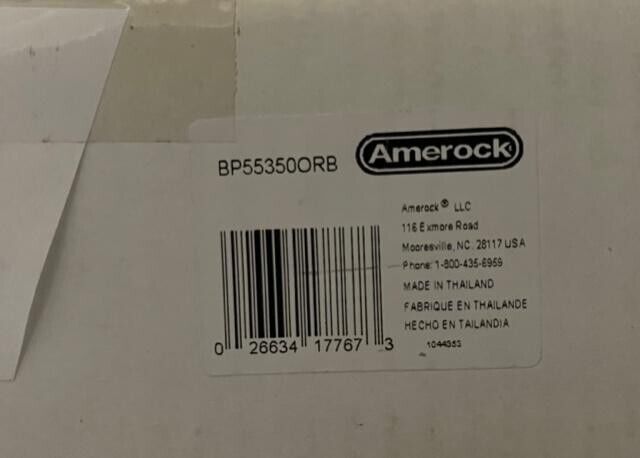 BP55350ORB
Amerock
Amerock® LLC
116 Exmore Road
Mooresville, NC. 28117 USA
Phone: 1-800-435-6959
MADE IN THAILAND
FABRIQUE EN THAILANDE
HECHO EN TAILANDIA
0 26634 17767 3
1044353